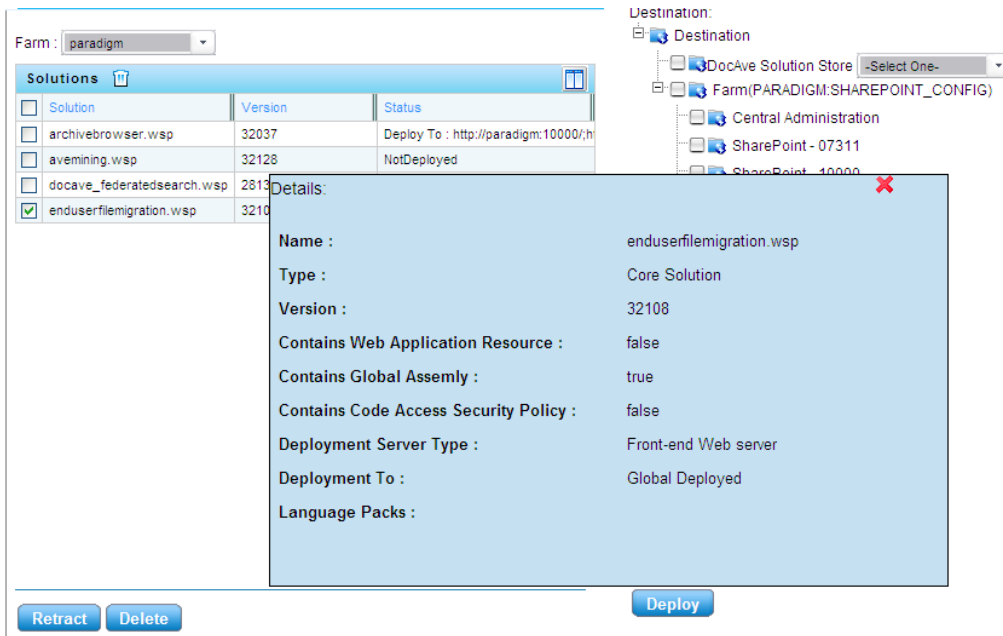 Farm : paradigm
Solutions
Solution Version Status
archivebrowser.wsp 32037 Deploy To : http://paradigm:10000/;h
avemining.wsp 32128 NotDeployed
docave_federatedsearch.wsp 2813
enduserfilemigration.wsp 3210
Destination:
Destination
DocAve Solution Store -Select One-
Farm(PARADIGM:SHAREPOINT_CONFIG)
Central Administration
SharePoint - 07311
SharePoint - 10000
Details:
Name : enduserfilemigration.wsp
Type : Core Solution
Version : 32108
Contains Web Application Resource : false
Contains Global Assemly : true
Contains Code Access Security Policy : false
Deployment Server Type : Front-end Web server
Deployment To : Global Deployed
Language Packs :
Retract Delete
Deploy